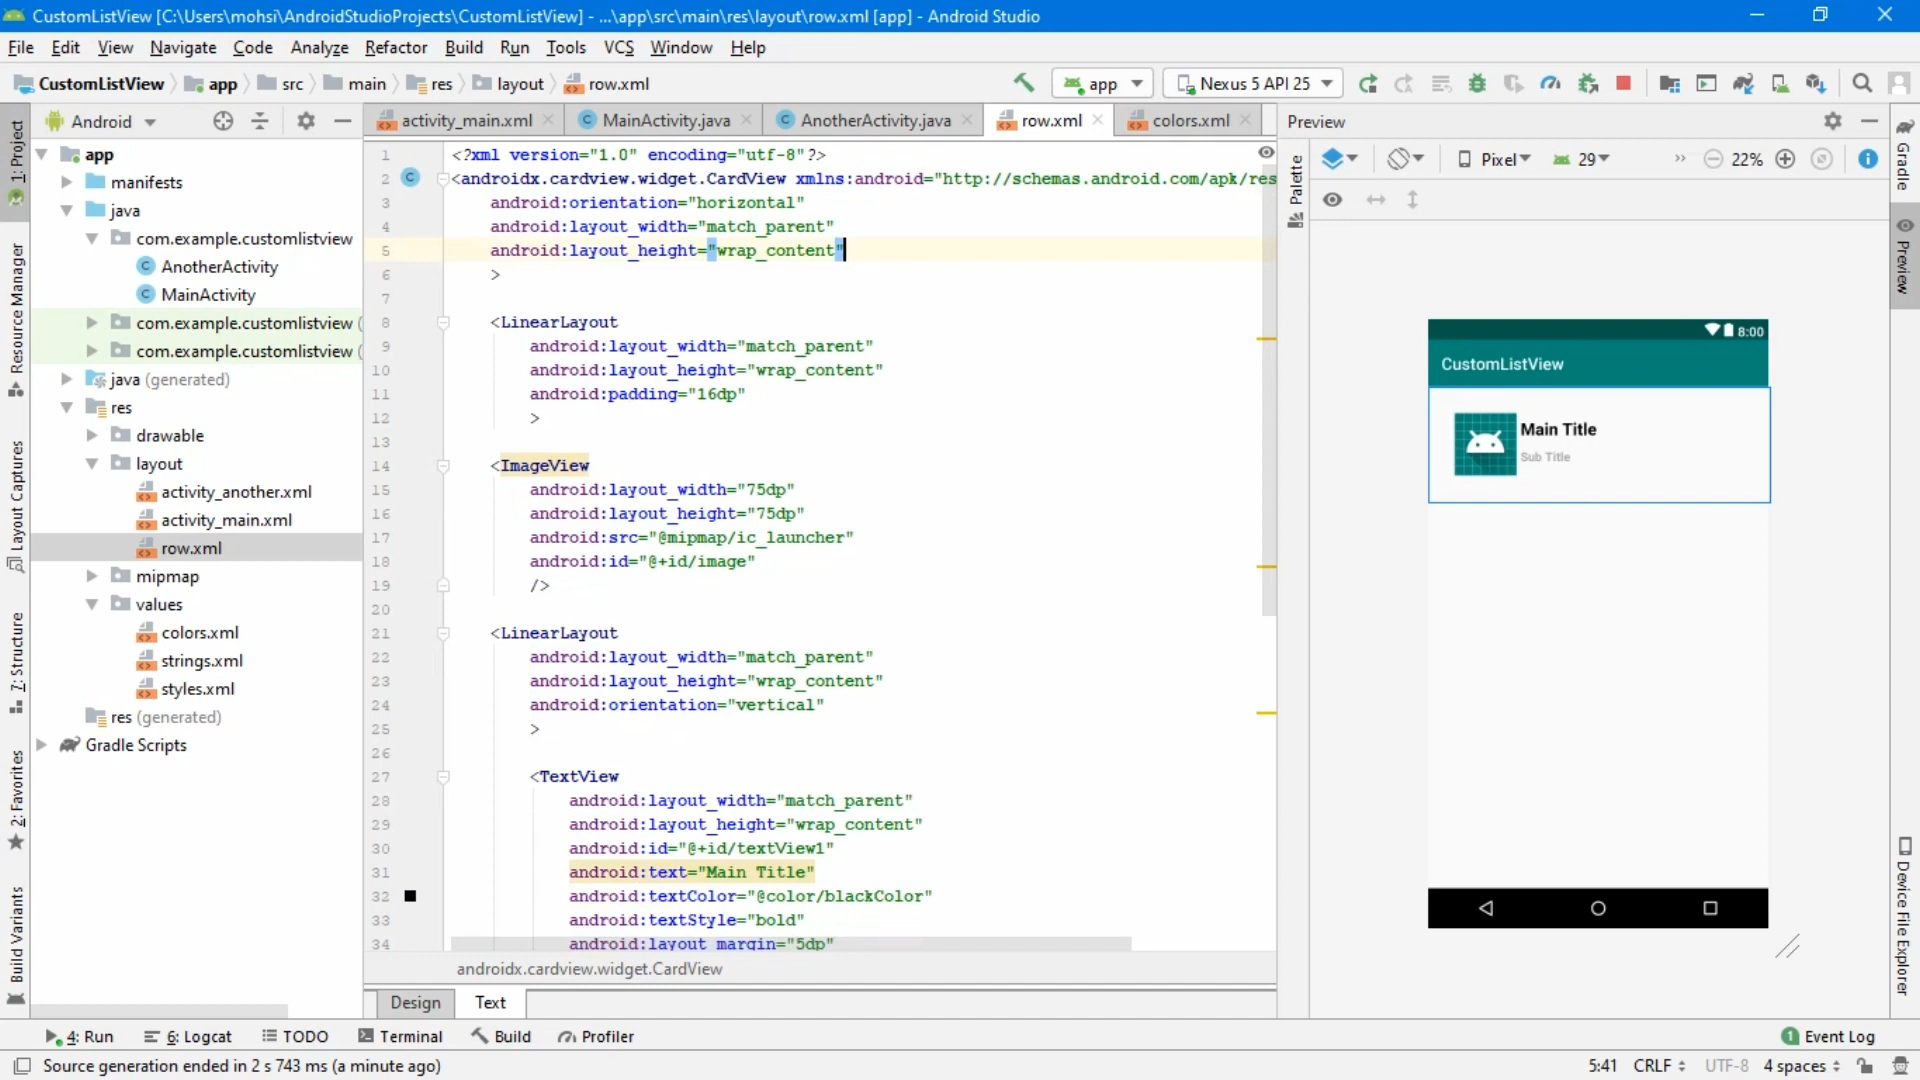 CustomListView [C:\Users\mohsi\AndroidStudioProjects\CustomListView] - ...\app\src\main\res\layout\row.xml [app] - Android Studio
File Edit View Navigate Code Analyze Refactor Build Run Tools VCS Window Help
CustomListView app src main res layout row.xml app Nexus 5 API 25
Android
activity_main.xml MainActivity.java AnotherActivity.java row.xml colors.xml
Preview
1: Project
Resource Manager
Layout Captures
Z: Structure
2: Favorites
Build Variants
app
manifests
java
com.example.customlistview
AnotherActivity
MainActivity
com.example.customlistview (
com.example.customlistview (
java (generated)
res
drawable
layout
activity_another.xml
activity_main.xml
row.xml
mipmap
values
colors.xml
strings.xml
styles.xml
res (generated)
Gradle Scripts
1 <?xml version="1.0" encoding="utf-8"?>
2 <androidx.cardview.widget.CardView xmlns:android="http://schemas.android.com/apk/res
3 android:orientation="horizontal"
4 android:layout_width="match_parent"
5 android:layout_height="wrap_content"
6 >
7
8 <LinearLayout
9 android:layout_width="match_parent"
10 android:layout_height="wrap_content"
11 android:padding="16dp"
12 >
13
14 <ImageView
15 android:layout_width="75dp"
16 android:layout_height="75dp"
17 android:src="@mipmap/ic_launcher"
18 android:id="@+id/image"
19 />
20
21 <LinearLayout
22 android:layout_width="match_parent"
23 android:layout_height="wrap_content"
24 android:orientation="vertical"
25 >
26
27 <TextView
28 android:layout_width="match_parent"
29 android:layout_height="wrap_content"
30 android:id="@+id/textView1"
31 android:text="Main Title"
32 android:textColor="@color/blackColor"
33 android:textStyle="bold"
34 android:layout_margin="5dp"
androidx.cardview.widget.CardView
Design Text
Palette
Pixel 29 22%
8:00
CustomListView
Main Title
Sub Title
Gradle
Preview
Device File Explorer
4: Run 6: Logcat TODO Terminal Build Profiler 1 Event Log
Source generation ended in 2 s 743 ms (a minute ago) 5:41 CRLF UTF-8 4 spaces